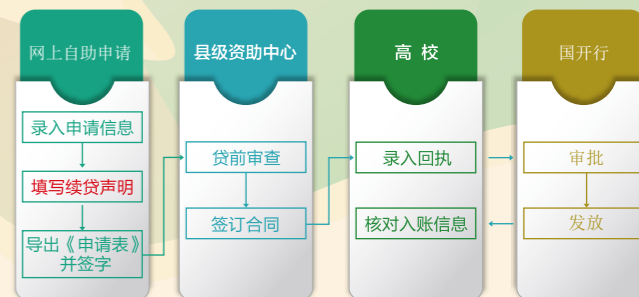 网上自助申请
录入申请信息
填写续贷声明
导出《申请表》
并签字
县级资助中心
贷前审查
签订合同
高 校
录入回执
核对入账信息
国开行
审批
发放